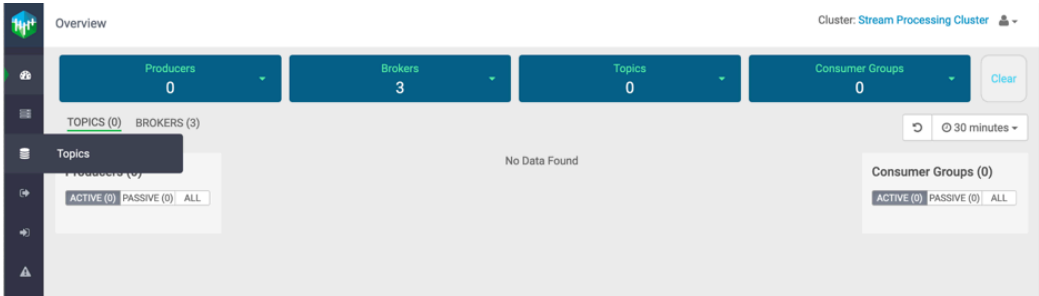 Overview
Cluster: Stream Processing Cluster
Producers
0
Brokers
3
Topics
0
Consumer Groups
0
Clear
TOPICS (0) BROKERS (3)
30 minutes
Topics
No Data Found
Producers (0)
ACTIVE (0) PASSIVE (0) ALL
Consumer Groups (0)
ACTIVE (0) PASSIVE (0) ALL